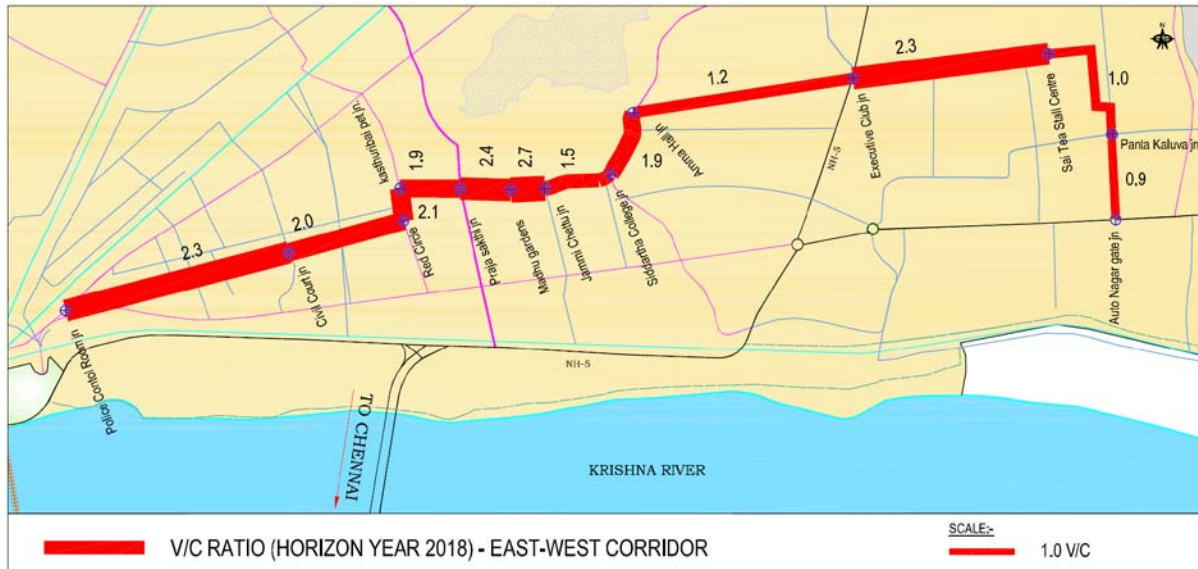 N
2.3
1.2
1.0
Sai Tea Stall Centre
Executive Club jn
Panta Kaluva jn
Amma Hall jn
NH-5
kasthuribai pet jn.
1.9
2.4
2.7
1.5
1.9
0.9
2.3
2.0
2.1
Red Circle
Praja sakthi jn
Madhu gardens
Jammi Chettu jn
Siddartha College jn
Civil Court jn
Auto Nagar gate jn
Police Contol Room jn
NH-5
TO CHENNAI
KRISHNA RIVER
V/C RATIO (HORIZON YEAR 2018) - EAST-WEST CORRIDOR
SCALE:-
1.0 V/C